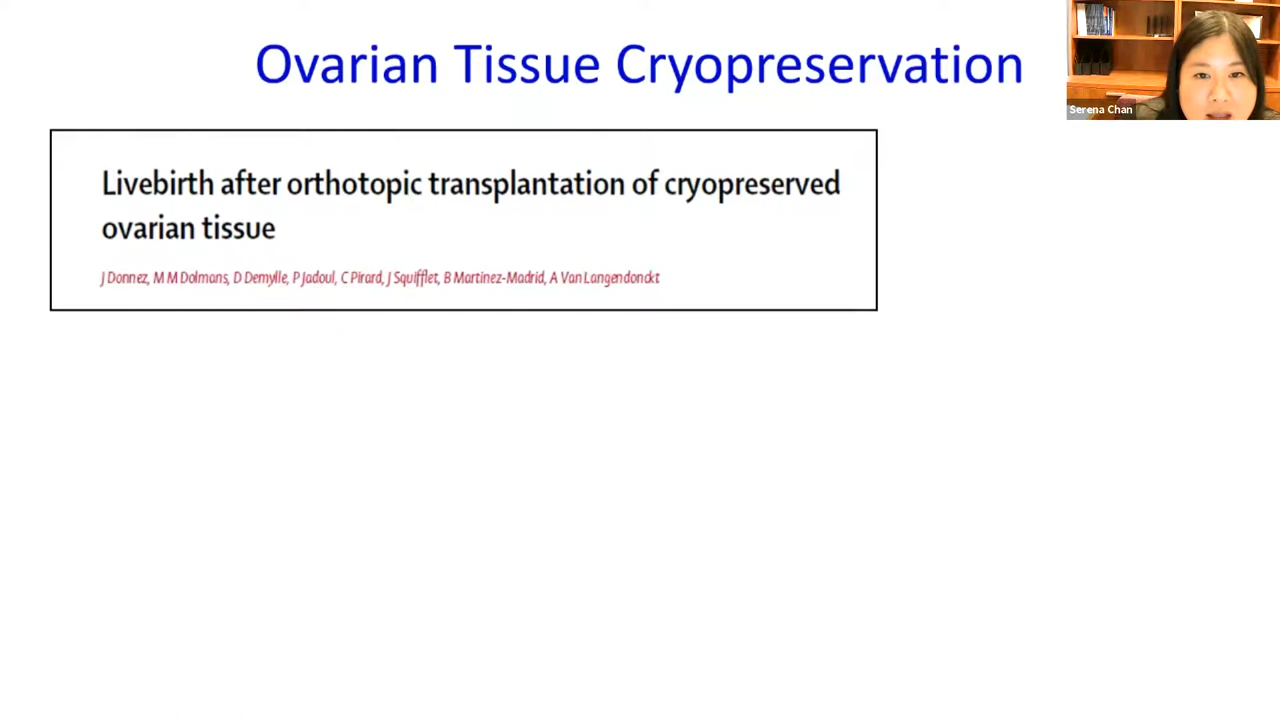 Ovarian Tissue Cryopreservation
Serena Chan
Livebirth after orthotopic transplantation of cryopreserved
ovarian tissue
J Donnez, M M Dolmans, D Demylle, P Jadoul, C Pirard, J Squifflet, B Martinez-Madrid, A Van Langendonckt